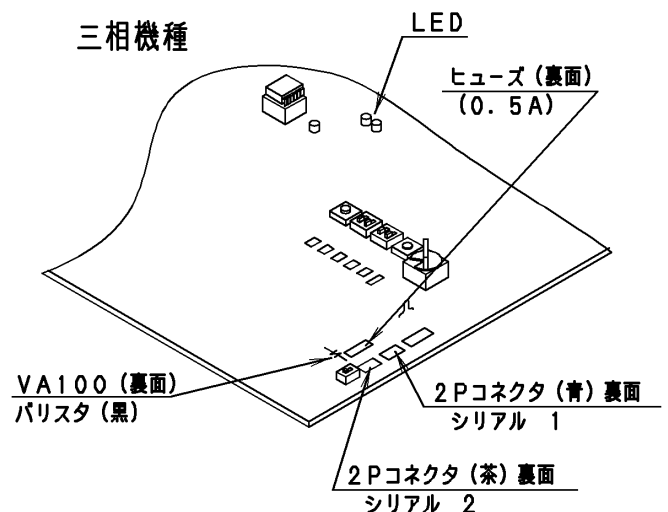 三相機種
LED
ヒューズ（裏面）
(0.5A)
VA100（裏面）
バリスタ（黒）
2Pコネクタ（青）裏面
シリアル 1
2Pコネクタ（茶）裏面
シリアル 2